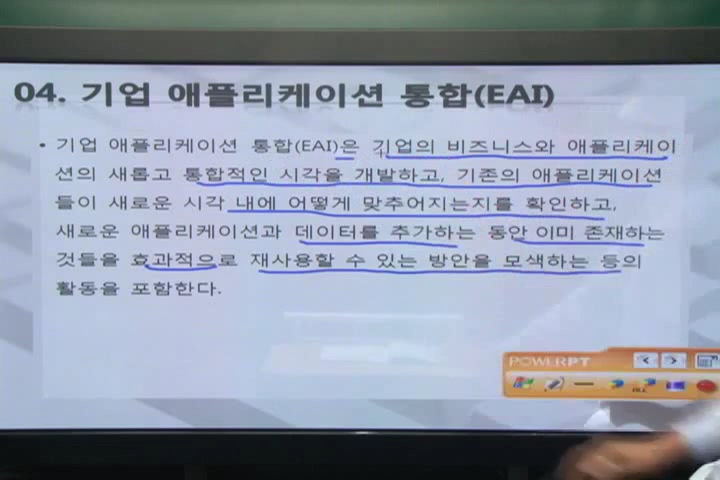 04. 기업 애플리케이션 통합(EAI)
• 기업 애플리케이션 통합(EAI)은 기업의 비즈니스와 애플리케이
션의 새롭고 통합적인 시각을 개발하고, 기존의 애플리케이션
들이 새로운 시각 내에 어떻게 맞추어지는지를 확인하고,
새로운 애플리케이션과 데이터를 추가하는 동안 이미 존재하는
것들을 효과적으로 재사용할 수 있는 방안을 모색하는 등의
활동을 포함한다.
POWERPT
ALL